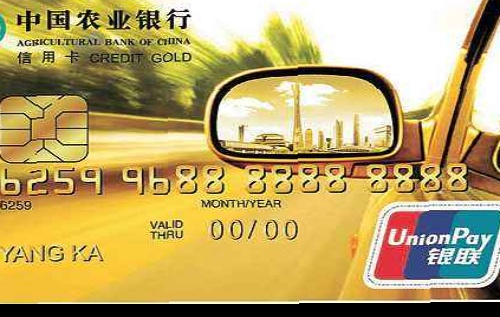 中国农业银行
AGRICULTURAL BANK OF CHINA
信用卡 CREDIT GOLD
6259 9688 8888 8888
6259
MONTH/YEAR
VALID THRU 00/00
YANG KA
UnionPay
银联